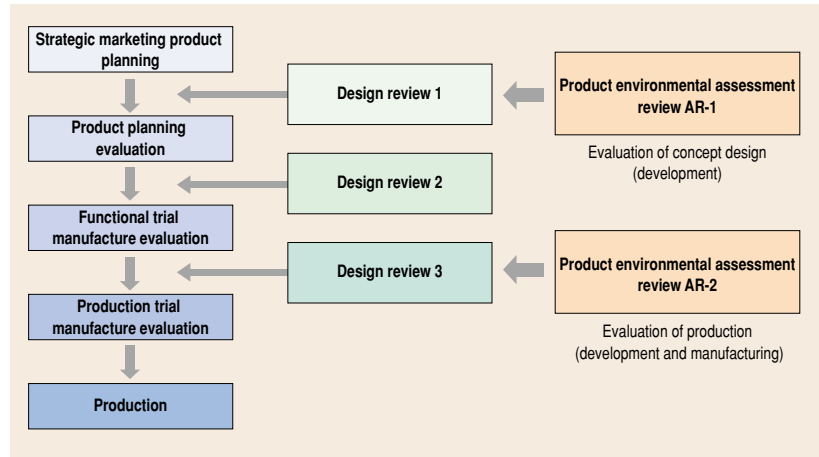 Strategic marketing product
planning
Product planning
evaluation
Functional trial
manufacture evaluation
Production trial
manufacture evaluation
Production
Design review 1
Design review 2
Design review 3
Product environmental assessment
review AR-1
Evaluation of concept design
(development)
Product environmental assessment
review AR-2
Evaluation of production
(development and manufacturing)